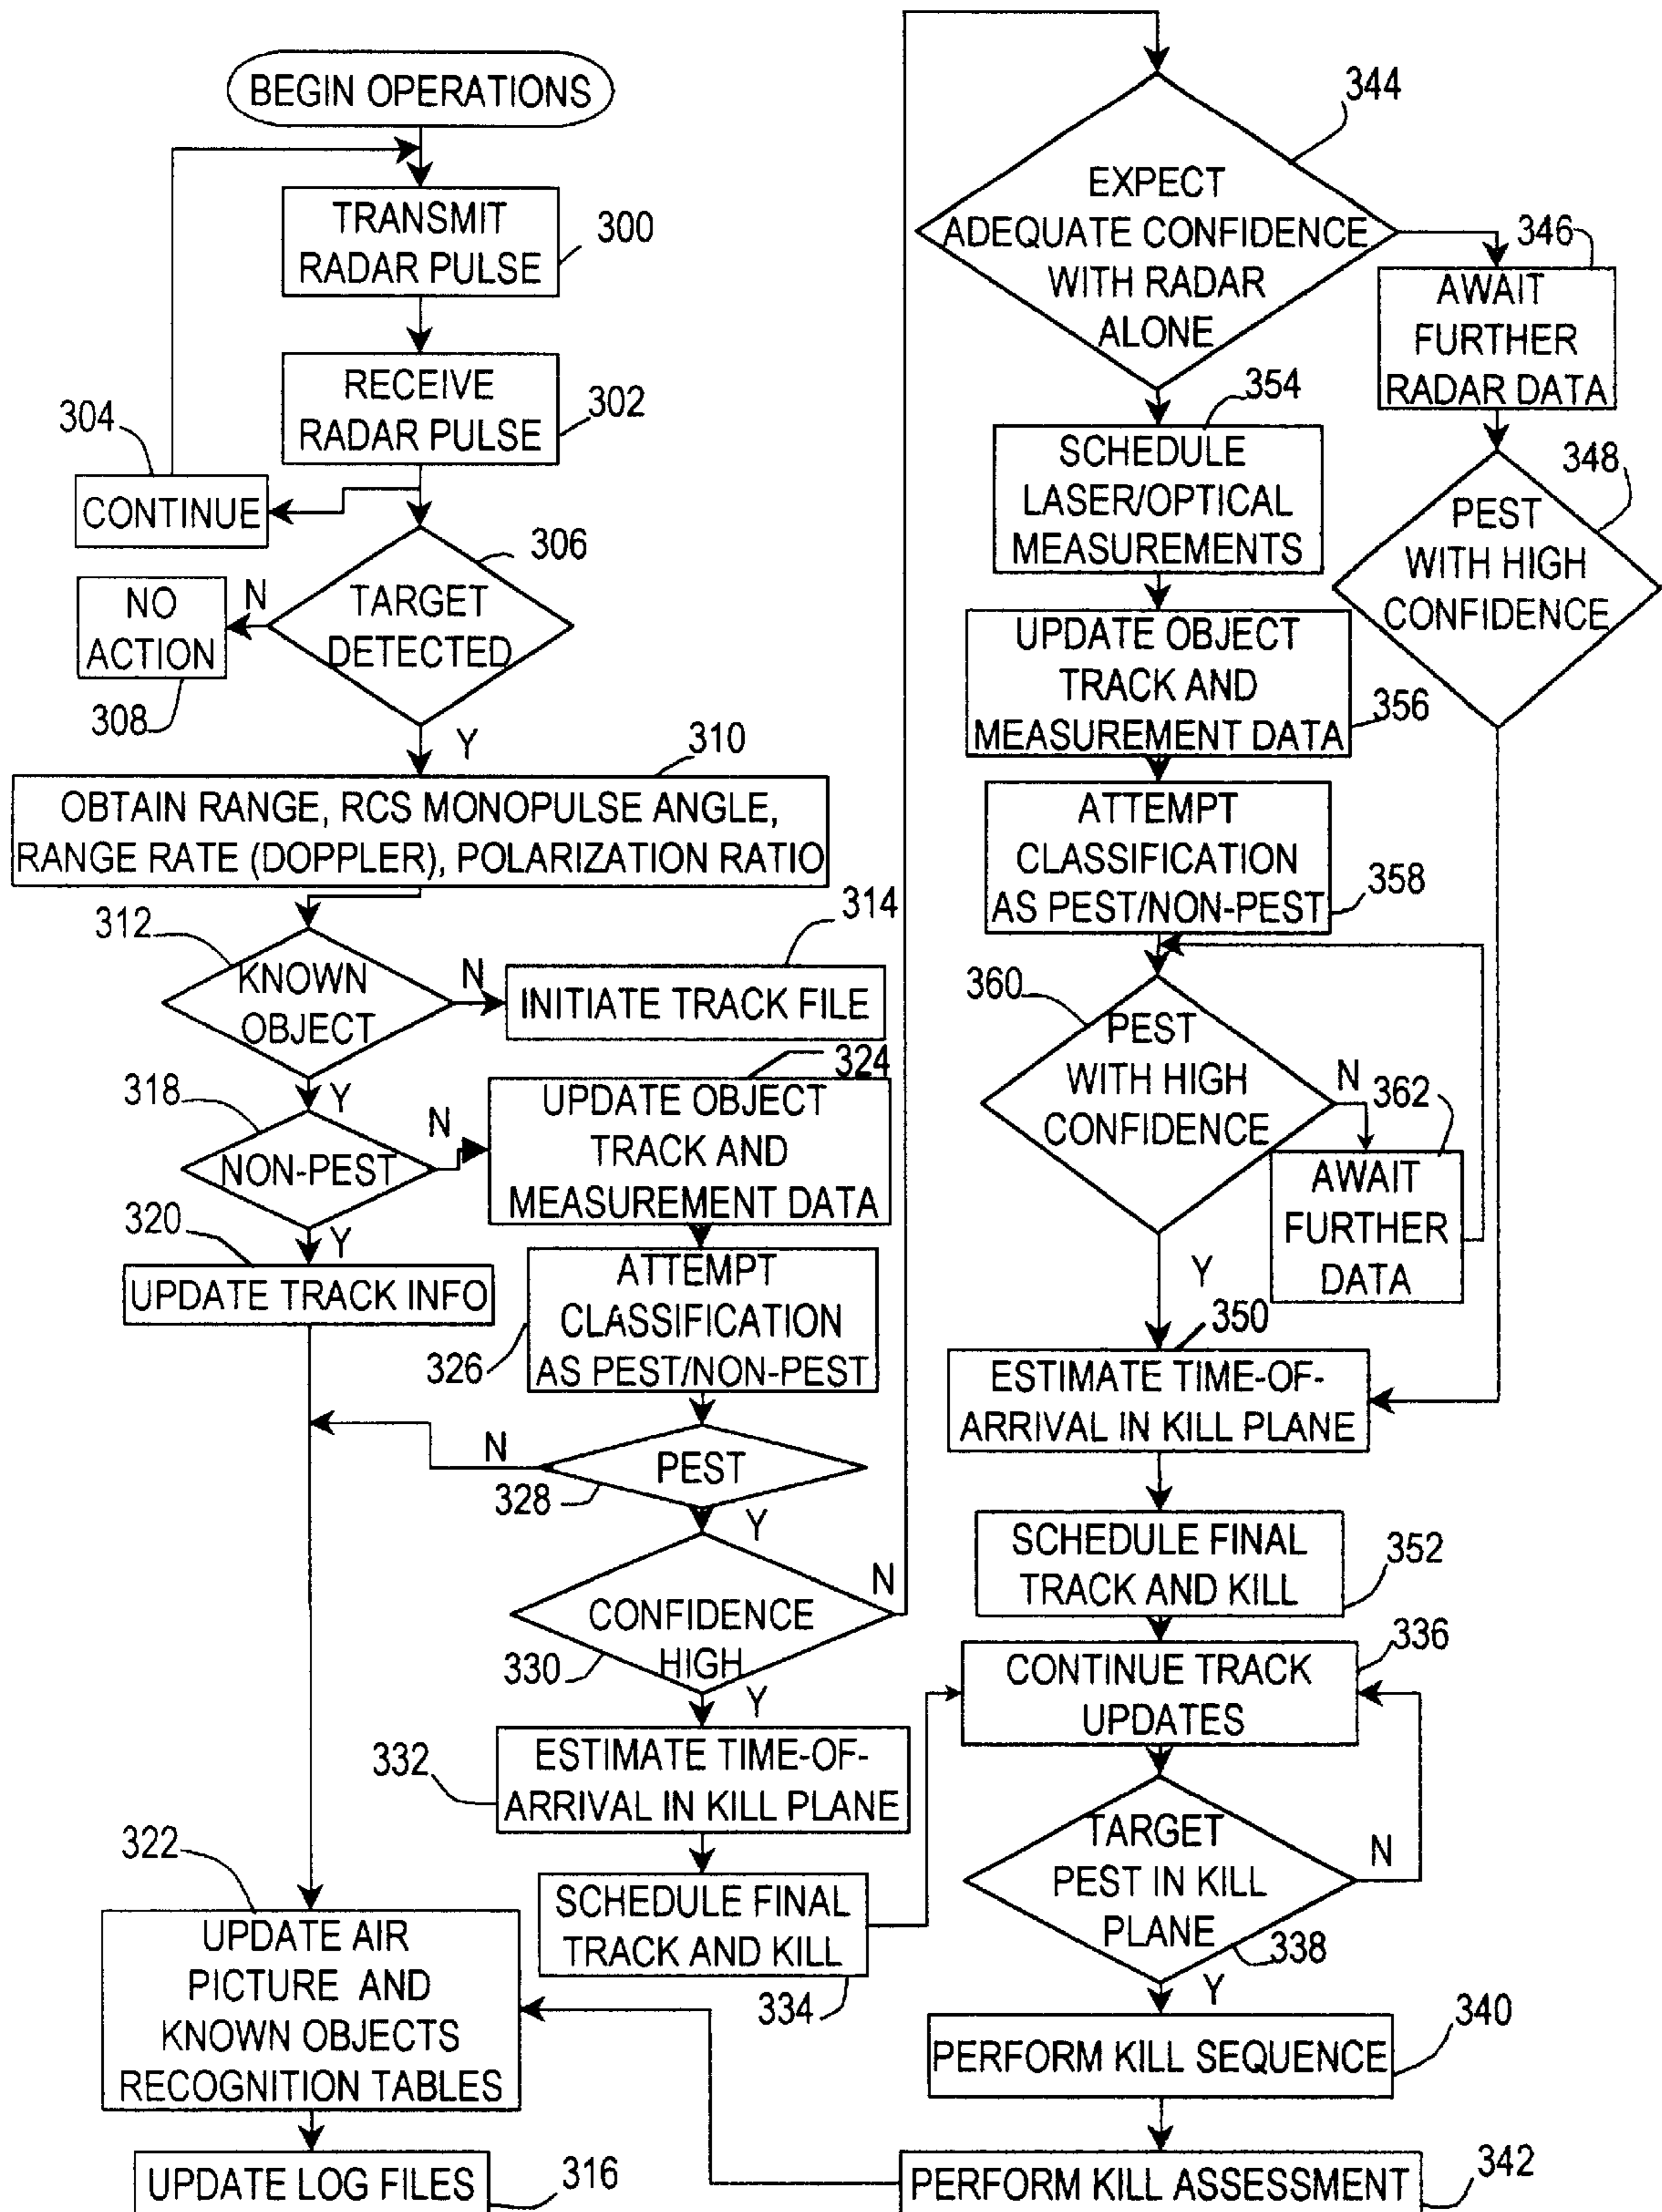 BEGIN OPERATIONS
TRANSMIT
RADAR PULSE
300
RECEIVE
RADAR PULSE
302
304
CONTINUE
306
TARGET
DETECTED
N
NO
ACTION
308
Y
310
OBTAIN RANGE, RCS MONOPULSE ANGLE,
RANGE RATE (DOPPLER), POLARIZATION RATIO
312
KNOWN
OBJECT
N
314
INITIATE TRACK FILE
Y
318
NON-PEST
N
324
UPDATE OBJECT
TRACK AND
MEASUREMENT DATA
Y
320
UPDATE TRACK INFO
ATTEMPT
CLASSIFICATION
AS PEST/NON-PEST
326
N
PEST
328
Y
CONFIDENCE
HIGH
330
N
Y
332
ESTIMATE TIME-OF-
ARRIVAL IN KILL PLANE
SCHEDULE FINAL
TRACK AND KILL
334
322
UPDATE AIR
PICTURE AND
KNOWN OBJECTS
RECOGNITION TABLES
UPDATE LOG FILES
316
344
EXPECT
ADEQUATE CONFIDENCE
WITH RADAR
ALONE
346
AWAIT
FURTHER
RADAR DATA
348
PEST
WITH HIGH
CONFIDENCE
354
SCHEDULE
LASER/OPTICAL
MEASUREMENTS
UPDATE OBJECT
TRACK AND
MEASUREMENT DATA
356
ATTEMPT
CLASSIFICATION
AS PEST/NON-PEST
358
360
PEST
WITH HIGH
CONFIDENCE
N
362
AWAIT
FURTHER
DATA
Y
350
ESTIMATE TIME-OF-
ARRIVAL IN KILL PLANE
SCHEDULE FINAL
TRACK AND KILL
352
336
CONTINUE TRACK
UPDATES
TARGET
PEST IN KILL
PLANE
N
338
Y
340
PERFORM KILL SEQUENCE
PERFORM KILL ASSESSMENT
342